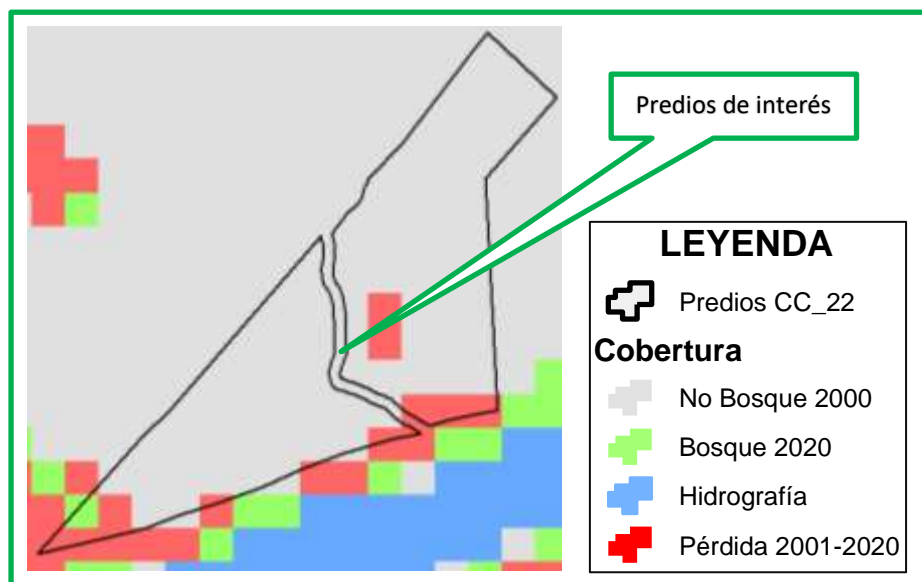 Predios de interés
LEYENDA
Predios CC_22
Cobertura
No Bosque 2000
Bosque 2020
Hidrografía
Pérdida 2001-2020